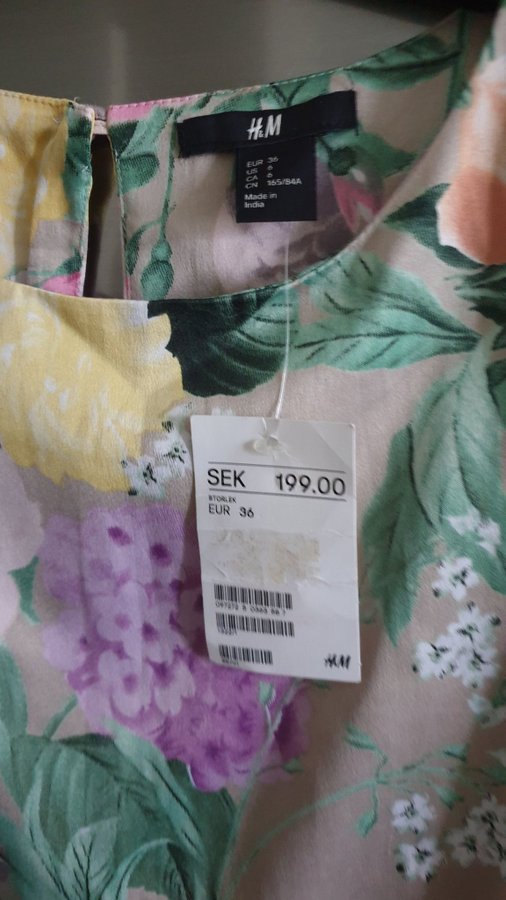 H&M
EUR 36
US 6
CA 6
CN 165/84A
Made in
India
SEK 199.00
STORLEK
EUR 36
H&M